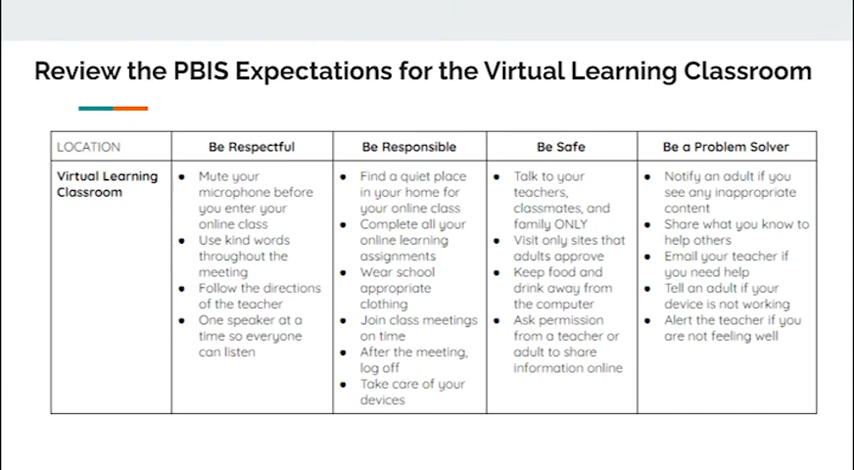 Review the PBIS Expectations for the Virtual Learning Classroom
LOCATION
Be Respectful
Be Responsible
Be Safe
Be a Problem Solver
Virtual Learning
Classroom
● Mute your
microphone before
you enter your
online class
● Use kind words
throughout the
meeting
● Follow the directions
of the teacher
● One speaker at a
time so everyone
can listen
● Find a quiet place
in your home for
your online class
● Complete all your
online learning
assignments
● Wear school
appropriate
clothing
● Join class meetings
on time
● After the meeting,
log off
● Take care of your
devices
● Talk to your
teachers,
classmates, and
family ONLY
● Visit only sites that
adults approve
● Keep food and
drink away from
the computer
● Ask permission
from a teacher or
adult to share
information online
● Notify an adult if you
see any inappropriate
content
● Share what you know to
help others
● Email your teacher if
you need help
● Tell an adult if your
device is not working
● Alert the teacher if you
are not feeling well